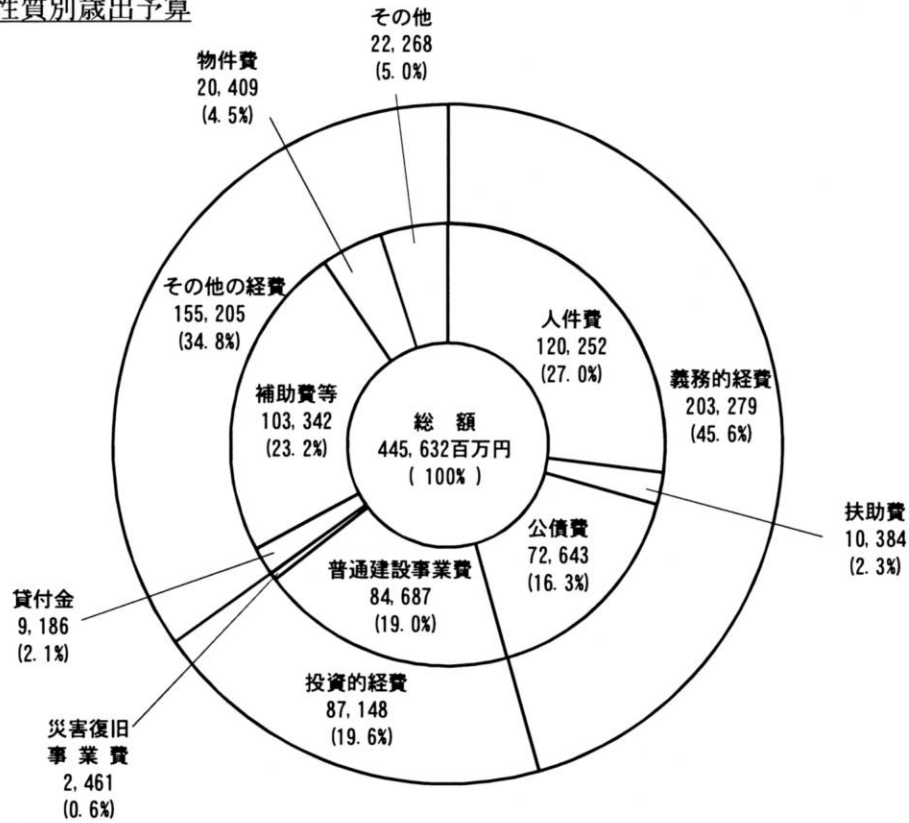 性質別歳出予算
その他
22,268
(5.0%)
物件費
20,409
(4.5%)
その他の経費
155,205
(34.8%)
人件費
120,252
(27.0%)
義務的経費
203,279
(45.6%)
補助費等
103,342
(23.2%)
総 額
445,632百万円
( 100% )
扶助費
10,384
(2.3%)
公債費
72,643
(16.3%)
普通建設事業費
84,687
(19.0%)
貸付金
9,186
(2.1%)
投資的経費
87,148
(19.6%)
災害復旧
事 業 費
2,461
(0.6%)